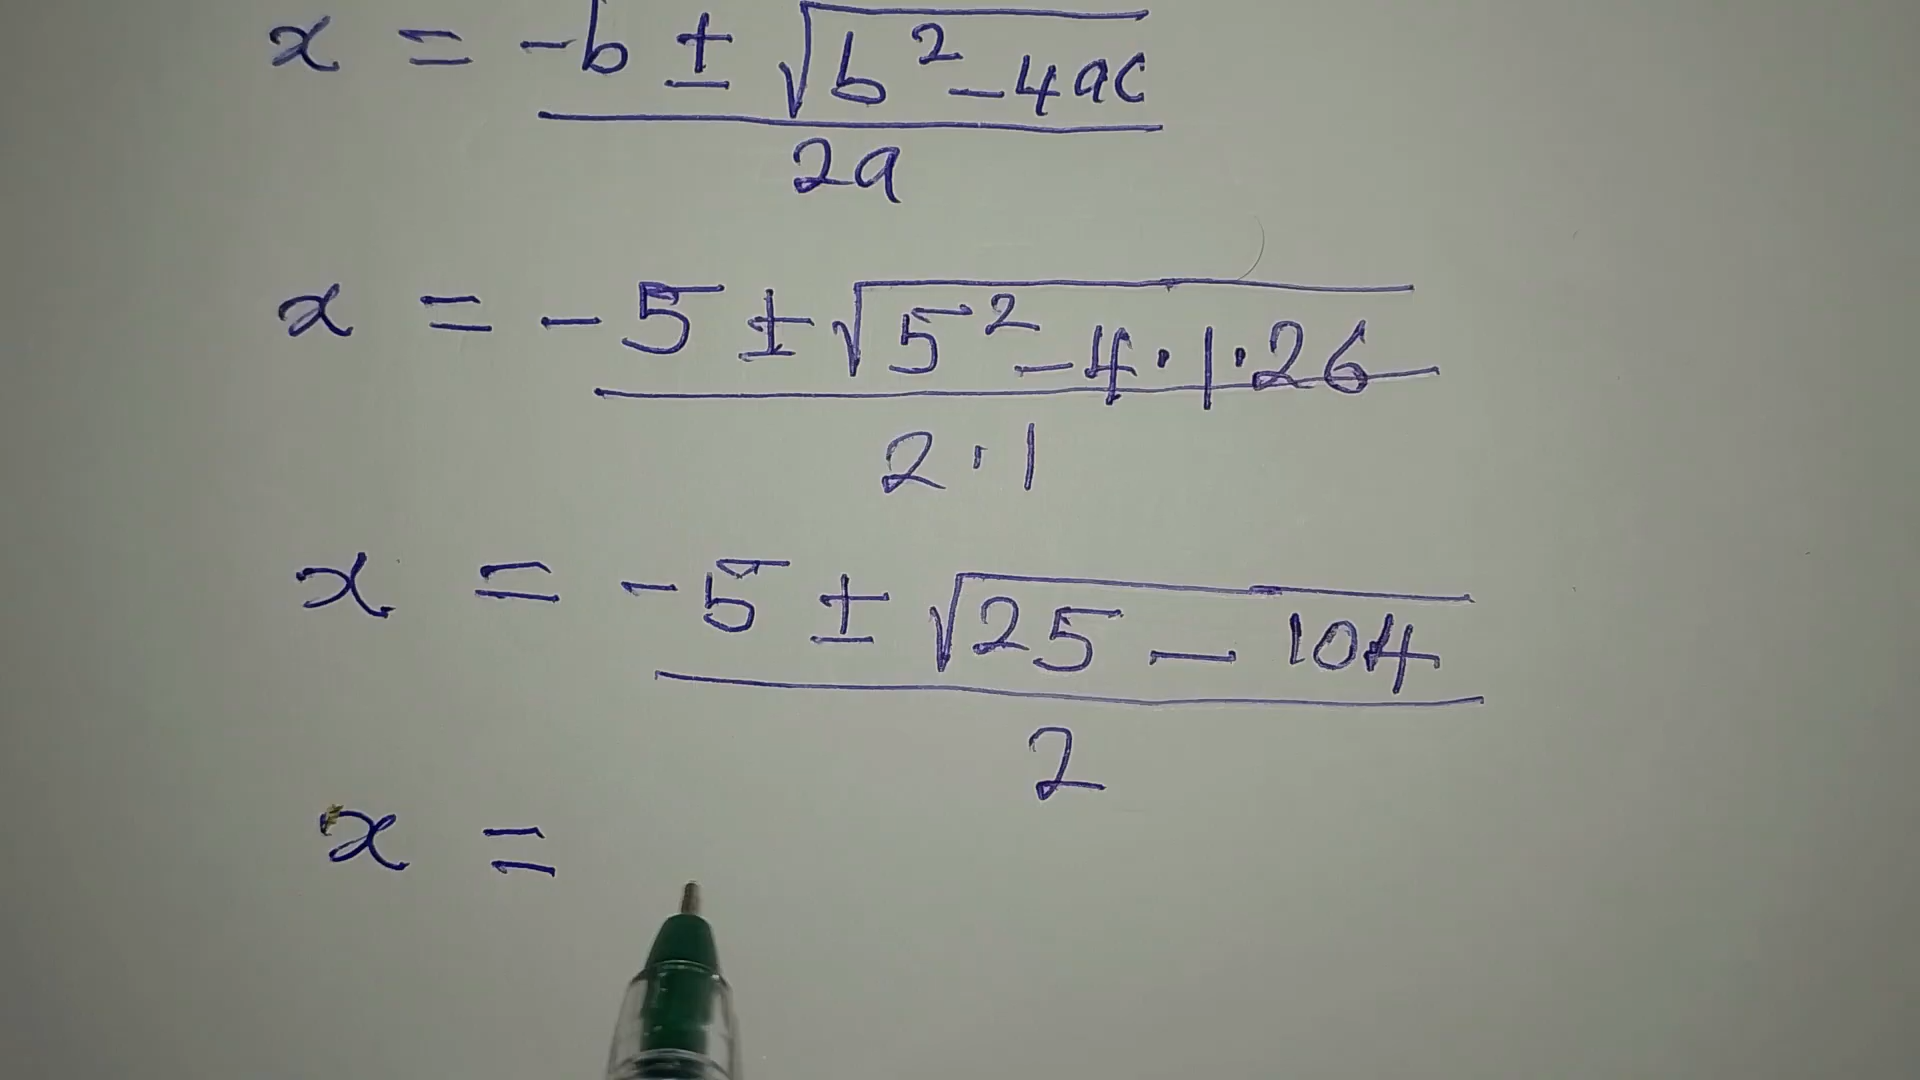 x = -b ± √b² - 4ac
2a
x = -5 ± √5² - 4·1·26
2·1
x = -5 ± √25 - 104
2
x =